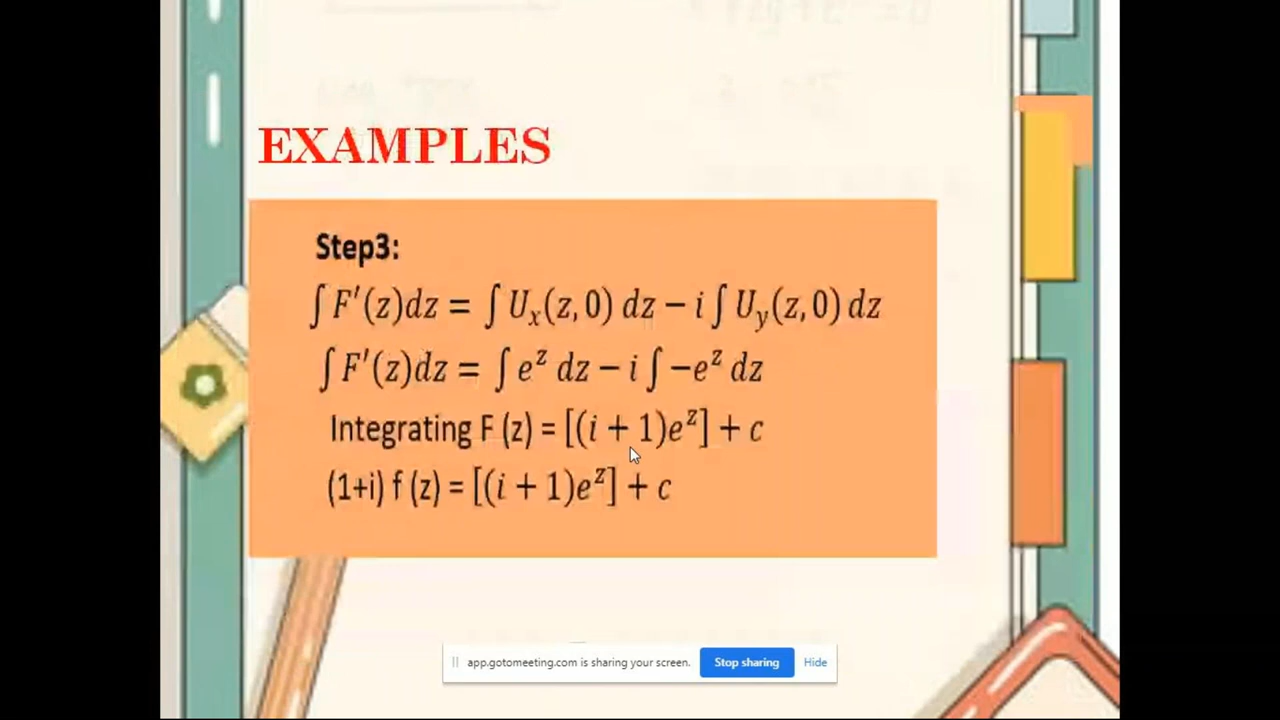 EXAMPLES
Step3:
∫ F′(z)dz = ∫ Uₓ(z, 0) dz − i ∫ U_y(z, 0) dz
∫ F′(z)dz = ∫ e^z dz − i ∫ −e^z dz
Integrating F (z) = [(i + 1)e^z] + c
(1+i) f (z) = [(i + 1)e^z] + c
app.gotomeeting.com is sharing your screen. Stop sharing Hide